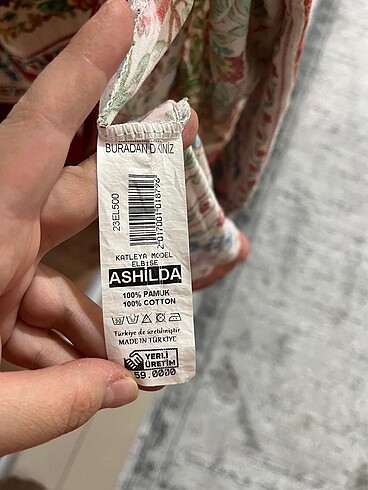 BURADAN DİKİNİZ
23EL500
2017001018796
KATLEYA MODEL
ELBİSE
ASHILDA
100% PAMUK
100% COTTON
Türkiye de üretilmiştir
MADE IN TÜRKİYE
YERLİ
ÜRETİM
59.0000